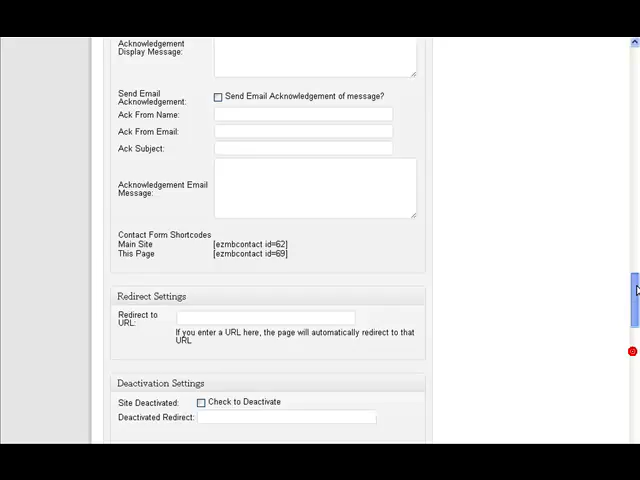 Acknowledgement
Display Message:
Send Email
Acknowledgement:
Send Email Acknowledgement of message?
Ack From Name:
Ack From Email:
Ack Subject:
Acknowledgement Email
Message:
Contact Form Shortcodes
Main Site [ezmbcontact id=62]
This Page [ezmbcontact id=69]
Redirect Settings
Redirect to
URL:
If you enter a URL here, the page will automatically redirect to that
URL
Deactivation Settings
Site Deactivated: Check to Deactivate
Deactivated Redirect: